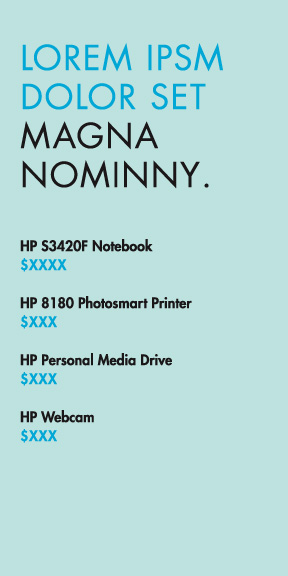 LOREM IPSM
DOLOR SET
MAGNA
NOMINNY.
HP S3420F Notebook
$XXXX
HP 8180 Photosmart Printer
$XXX
HP Personal Media Drive
$XXX
HP Webcam
$XXX